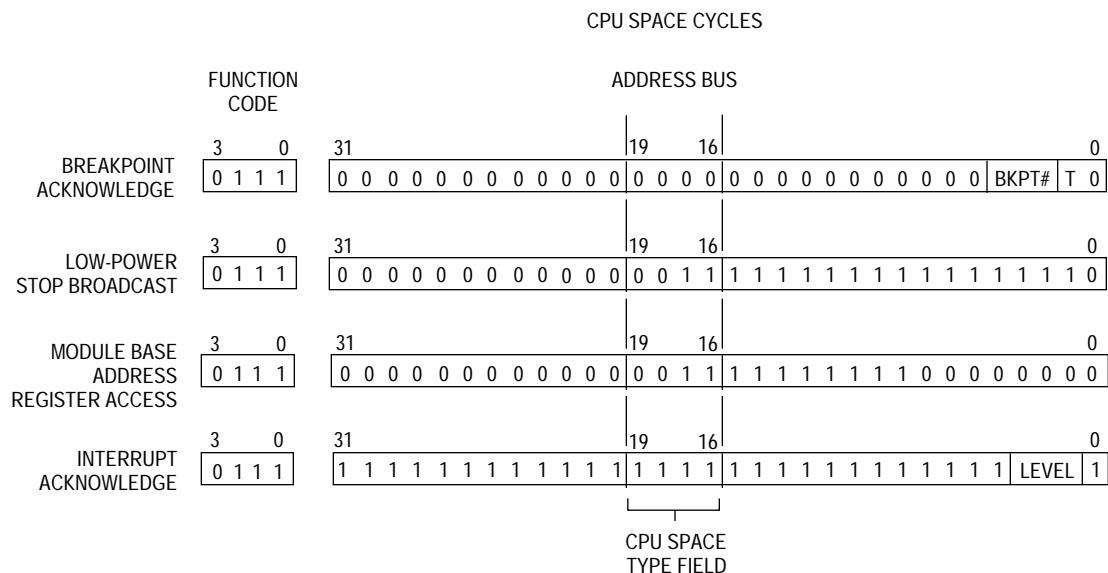 CPU SPACE CYCLES
FUNCTION
CODE
ADDRESS BUS
3 0 31 19 16 0
BREAKPOINT
ACKNOWLEDGE
0 1 1 1 0 0 0 0 0 0 0 0 0 0 0 0 0 0 0 0 0 0 0 0 0 0 0 0 0 0 0 BKPT# T 0
3 0 31 19 16 0
LOW-POWER
STOP BROADCAST
0 1 1 1 0 0 0 0 0 0 0 0 0 0 0 0 0 0 1 1 1 1 1 1 1 1 1 1 1 1 1 1 1 1 1 0
3 0 31 19 16 0
MODULE BASE
ADDRESS
REGISTER ACCESS
0 1 1 1 0 0 0 0 0 0 0 0 0 0 0 0 0 0 1 1 1 1 1 1 1 1 1 1 0 0 0 0 0 0 0 0
3 0 31 19 16 0
INTERRUPT
ACKNOWLEDGE
0 1 1 1 1 1 1 1 1 1 1 1 1 1 1 1 1 1 1 1 1 1 1 1 1 1 1 1 1 1 1 1 LEVEL 1
CPU SPACE
TYPE FIELD